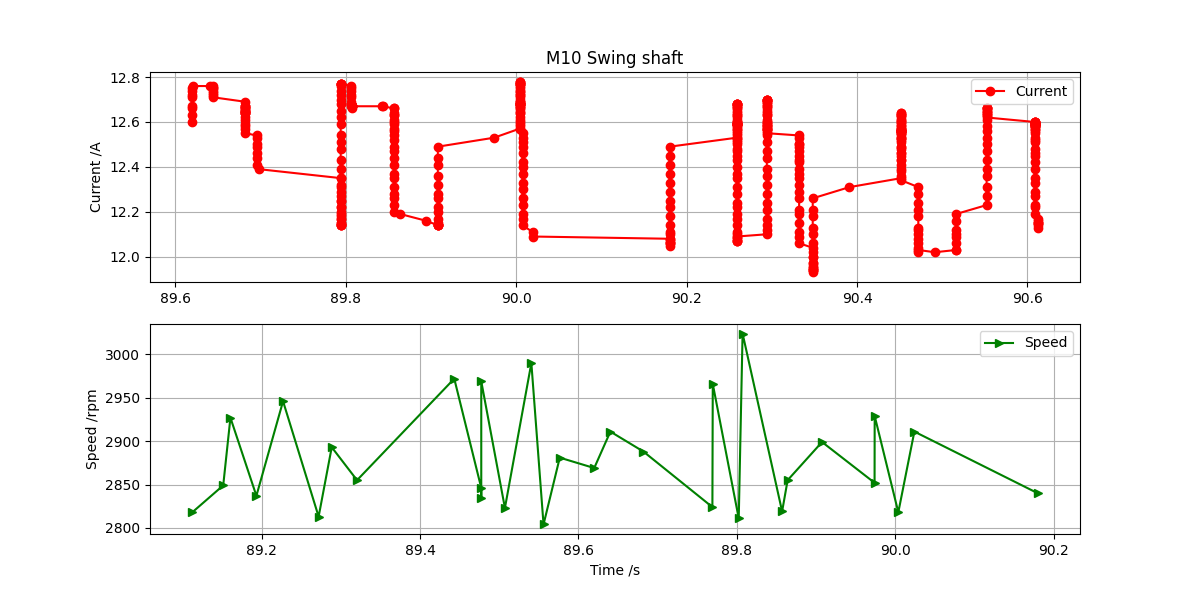 M10 Swing shaft
Current /A
12.8
12.6
12.4
12.2
12.0
Current
89.6 89.8 90.0 90.2 90.4 90.6
Speed /rpm
3000
2950
2900
2850
2800
Speed
89.2 89.4 89.6 89.8 90.0 90.2
Time /s